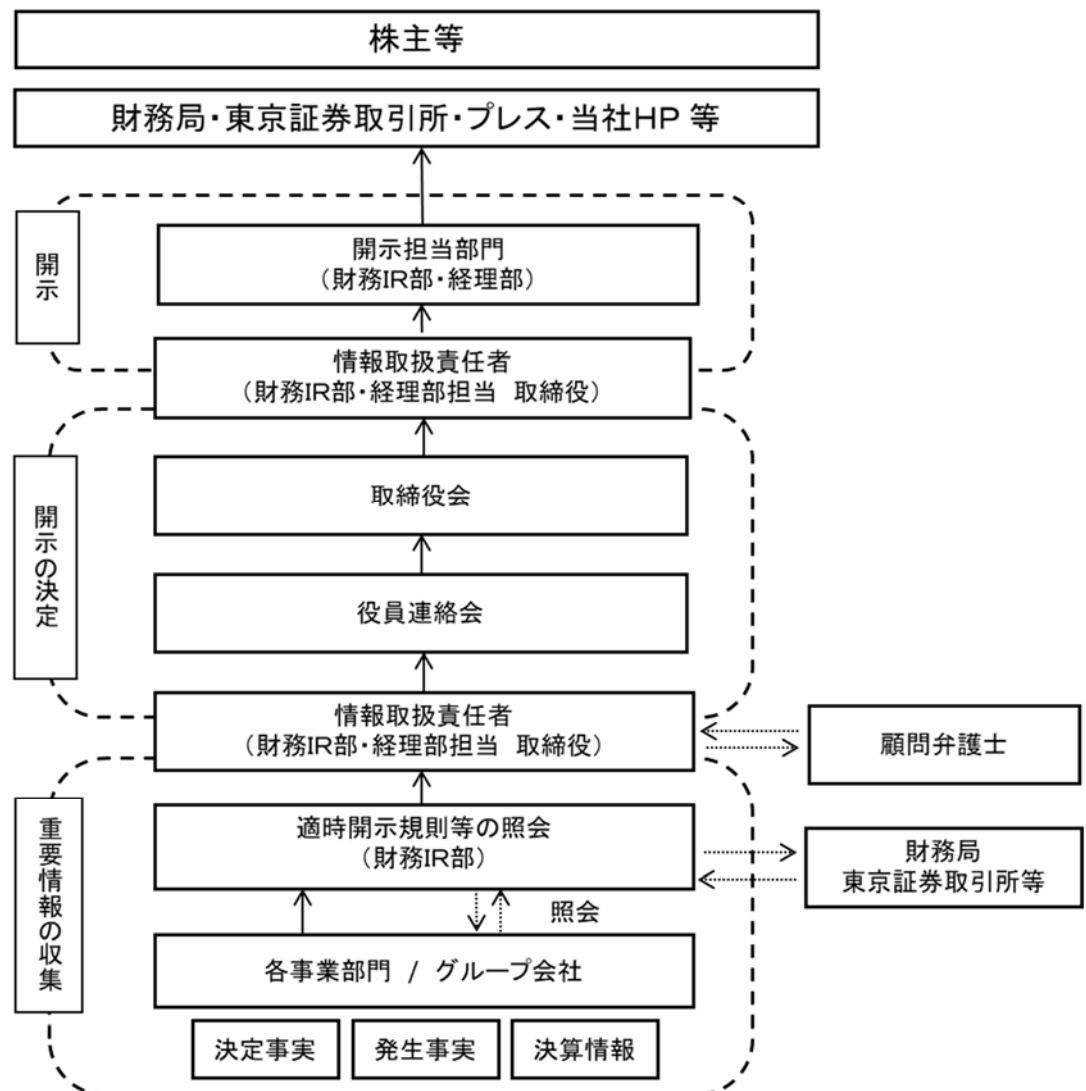 株主等
財務局・東京証券取引所・プレス・当社HP 等
開示
開示担当部門
（財務IR部・経理部）
情報取扱責任者
（財務IR部・経理部担当　取締役）
開示の決定
取締役会
役員連絡会
情報取扱責任者
（財務IR部・経理部担当　取締役）
顧問弁護士
重要情報の収集
適時開示規則等の照会
（財務IR部）
財務局
東京証券取引所等
照会
各事業部門 / グループ会社
決定事実
発生事実
決算情報